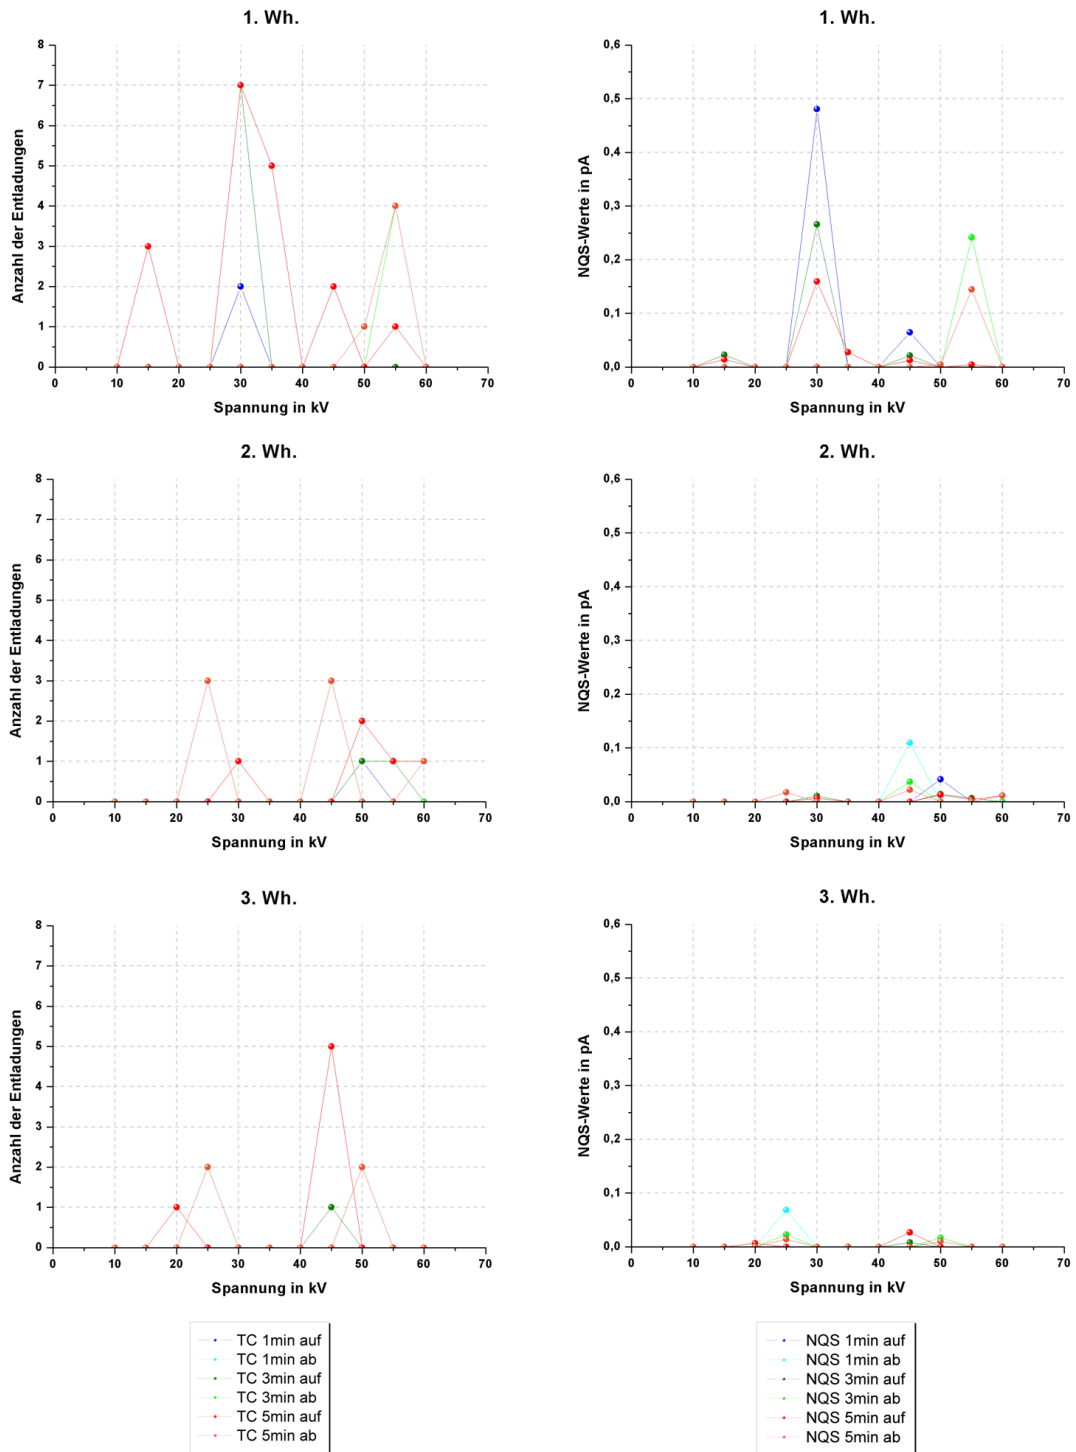 1. Wh.
8
7
6
5
4
3
2
1
0
Anzahl der Entladungen
0 10 20 30 40 50 60 70
Spannung in kV
1. Wh.
0,6
0,5
0,4
0,3
0,2
0,1
0,0
NQS-Werte in pA
0 10 20 30 40 50 60 70
Spannung in kV
2. Wh.
8
7
6
5
4
3
2
1
0
Anzahl der Entladungen
0 10 20 30 40 50 60 70
Spannung in kV
2. Wh.
0,6
0,5
0,4
0,3
0,2
0,1
0,0
NQS-Werte in pA
0 10 20 30 40 50 60 70
Spannung in kV
3. Wh.
8
7
6
5
4
3
2
1
0
Anzahl der Entladungen
0 10 20 30 40 50 60 70
Spannung in kV
3. Wh.
0,6
0,5
0,4
0,3
0,2
0,1
0,0
NQS-Werte in pA
0 10 20 30 40 50 60 70
Spannung in kV
TC 1min auf
TC 1min ab
TC 3min auf
TC 3min ab
TC 5min auf
TC 5min ab
NQS 1min auf
NQS 1min ab
NQS 3min auf
NQS 3min ab
NQS 5min auf
NQS 5min ab